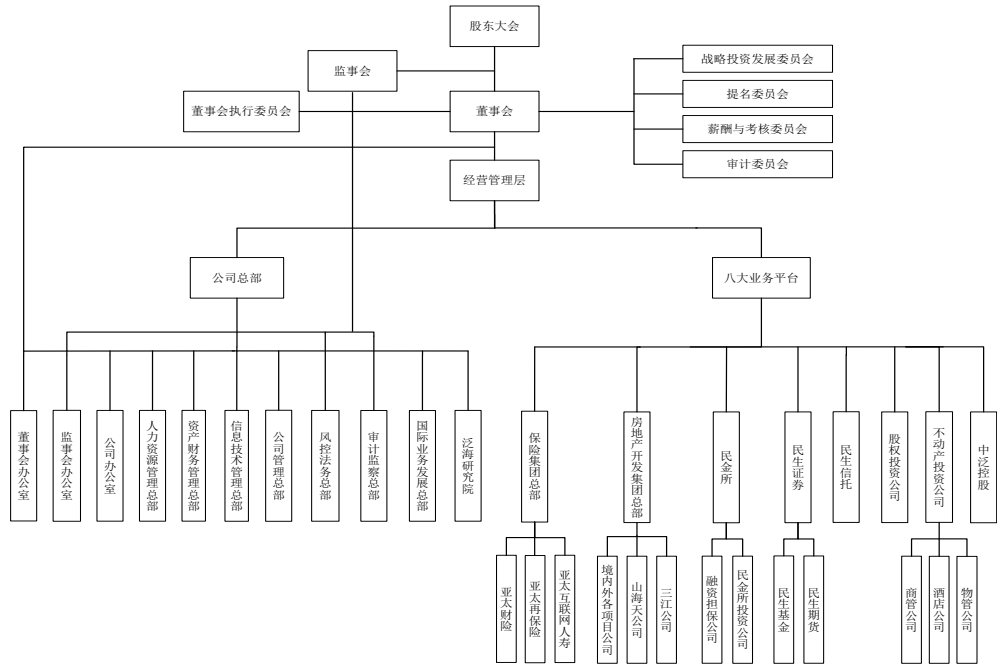 股东大会
监事会
战略投资发展委员会
提名委员会
董事会执行委员会
董事会
薪酬与考核委员会
审计委员会
经营管理层
公司总部
八大业务平台
董事会办公室
监事会办公室
公司办公室
人力资源管理总部
资产财务管理总部
信息技术管理总部
公司管理总部
风控法务总部
审计监察总部
国际业务发展总部
泛海研究院
保险集团总部
房地产开发集团总部
民金所
民生证券
民生信托
股权投资公司
不动产投资公司
中泛控股
亚太财险
亚太再保险
亚太互联网人寿
境内外各项目公司
山海天公司
三江公司
融资担保公司
民金所投资公司
民生基金
民生期货
商管公司
酒店公司
物管公司